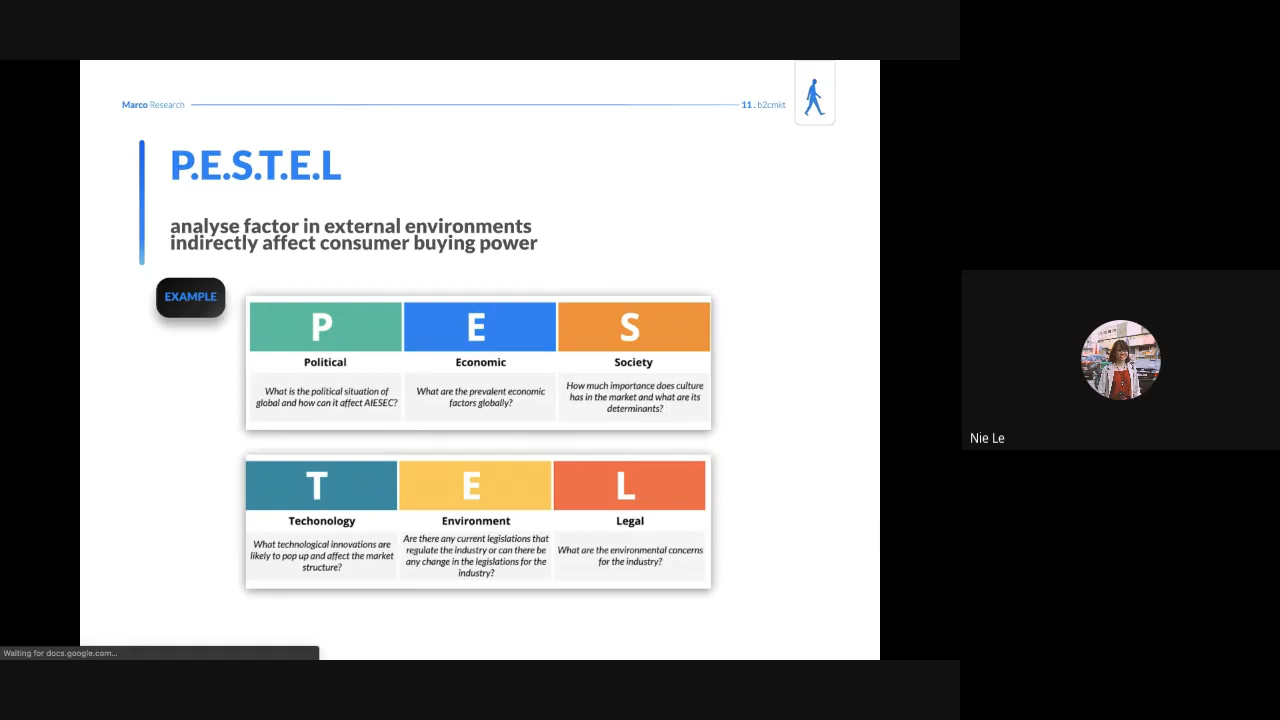 Marco Research
11. b2cmkt
P.E.S.T.E.L
analyse factor in external environments
indirectly affect consumer buying power
EXAMPLE
P
E
S
Political
Economic
Society
What is the political situation of
global and how can it affect AIESEC?
What are the prevalent economic
factors globally?
How much importance does culture
has in the market and what are its
determinants?
T
E
L
Techonology
Environment
Legal
What technological innovations are
likely to pop up and affect the market
structure?
Are there any current legislations that
regulate the industry or can there be
any change in the legislations for the
industry?
What are the environmental concerns
for the industry?
Nie Le
Waiting for docs.google.com...